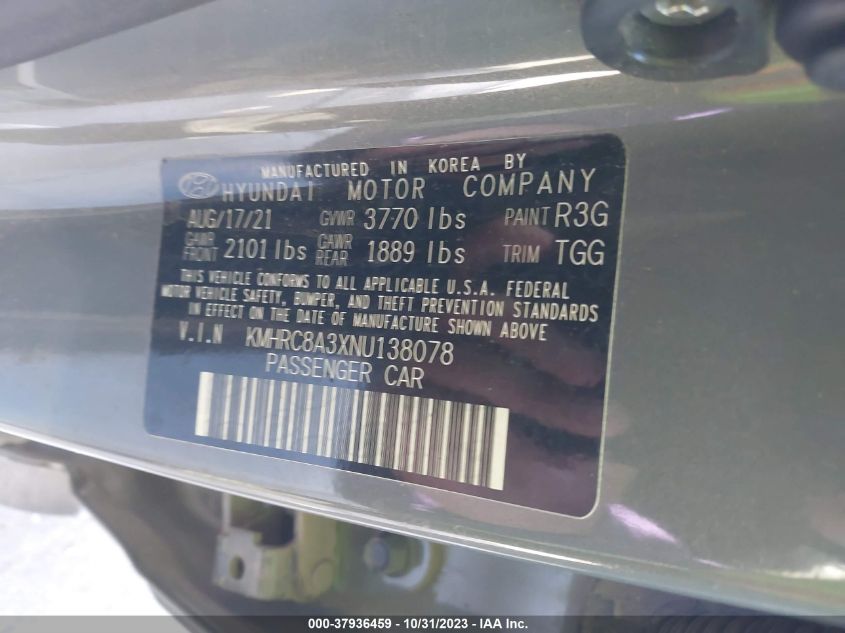 MANUFACTURED IN KOREA BY
HYUNDAI MOTOR COMPANY
AUG/17/21 GVWR 3770 lbs PAINT R3G
GAWR FRONT 2101 lbs GAWR REAR 1889 lbs TRIM TGG
THIS VEHICLE CONFORMS TO ALL APPLICABLE U.S.A. FEDERAL
MOTOR VEHICLE SAFETY, BUMPER, AND THEFT PREVENTION STANDARDS
IN EFFECT ON THE DATE OF MANUFACTURE SHOWN ABOVE
V.I.N KMHRC8A3XNU138078
PASSENGER CAR
000-37936459 - 10/31/2023 - IAA, Inc.